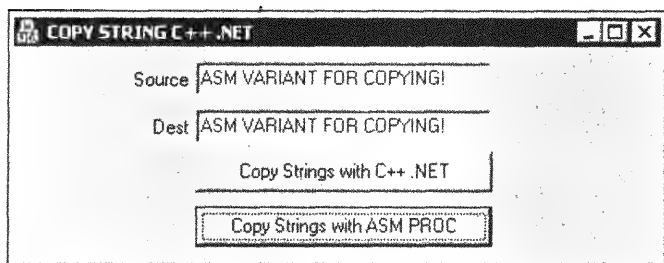 COPY STRING C++ .NET
Source ASM VARIANT FOR COPYING!
Dest ASM VARIANT FOR COPYING!
Copy Strings with C++ .NET
Copy Strings with ASM PROC